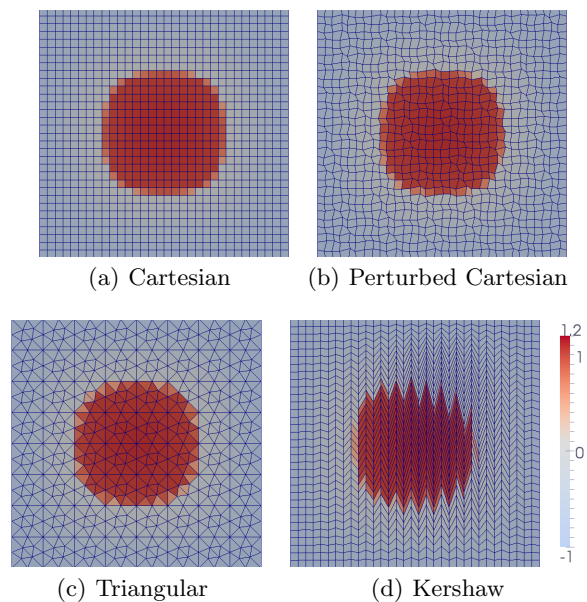 (a) Cartesian
(b) Perturbed Cartesian
1.2
1
0
-1
(c) Triangular
(d) Kershaw